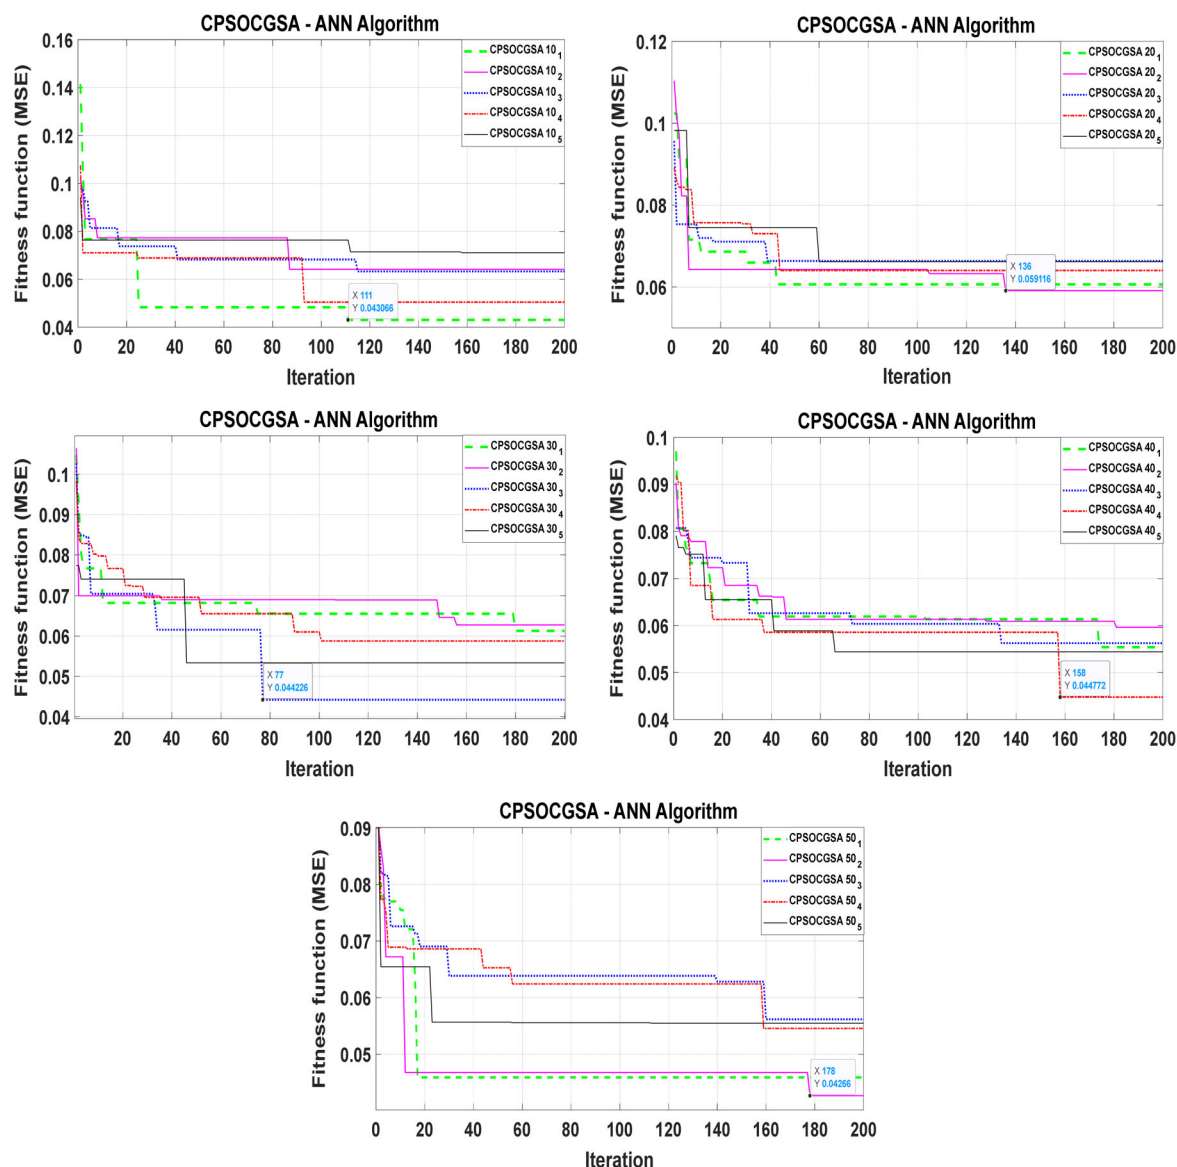 CPSOCGSA - ANN Algorithm
Fitness function (MSE)
0.16
0.14
0.12
0.1
0.08
0.06
0.04
CPSOCGSA 10 1
CPSOCGSA 10 2
CPSOCGSA 10 3
CPSOCGSA 10 4
CPSOCGSA 10 5
X 111
Y 0.043066
0 20 40 60 80 100 120 140 160 180 200
Iteration
CPSOCGSA - ANN Algorithm
Fitness function (MSE)
0.12
0.1
0.08
0.06
CPSOCGSA 20 1
CPSOCGSA 20 2
CPSOCGSA 20 3
CPSOCGSA 20 4
CPSOCGSA 20 5
X 136
Y 0.059116
0 20 40 60 80 100 120 140 160 180 200
Iteration
CPSOCGSA - ANN Algorithm
Fitness function (MSE)
0.1
0.09
0.08
0.07
0.06
0.05
0.04
CPSOCGSA 30 1
CPSOCGSA 30 2
CPSOCGSA 30 3
CPSOCGSA 30 4
CPSOCGSA 30 5
X 77
Y 0.044226
20 40 60 80 100 120 140 160 180 200
Iteration
CPSOCGSA - ANN Algorithm
Fitness function (MSE)
0.1
0.09
0.08
0.07
0.06
0.05
0.04
CPSOCGSA 40 1
CPSOCGSA 40 2
CPSOCGSA 40 3
CPSOCGSA 40 4
CPSOCGSA 40 5
X 158
Y 0.044772
0 20 40 60 80 100 120 140 160 180 200
Iteration
CPSOCGSA - ANN Algorithm
Fitness function (MSE)
0.09
0.08
0.07
0.06
0.05
CPSOCGSA 50 1
CPSOCGSA 50 2
CPSOCGSA 50 3
CPSOCGSA 50 4
CPSOCGSA 50 5
X 178
Y 0.04266
0 20 40 60 80 100 120 140 160 180 200
Iteration